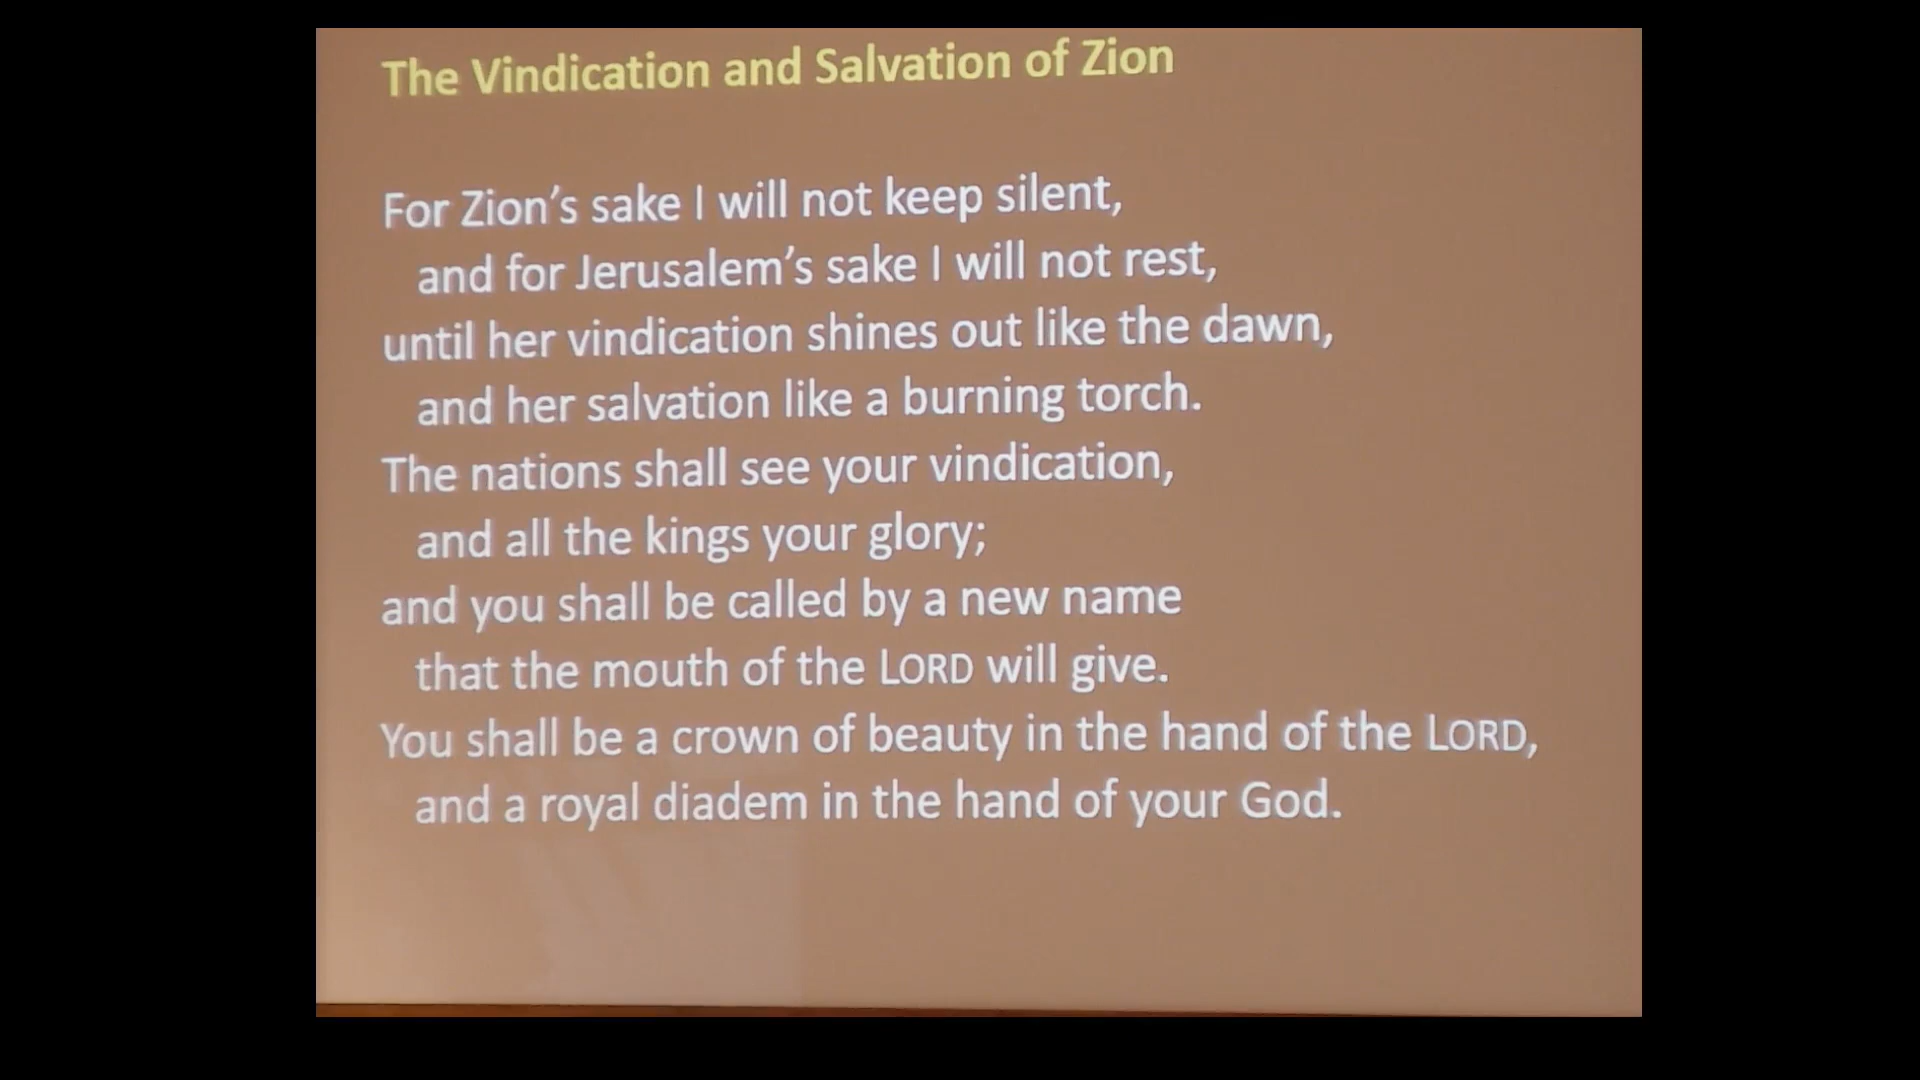 The Vindication and Salvation of Zion
For Zion’s sake I will not keep silent,
and for Jerusalem’s sake I will not rest,
until her vindication shines out like the dawn,
and her salvation like a burning torch.
The nations shall see your vindication,
and all the kings your glory;
and you shall be called by a new name
that the mouth of the LORD will give.
You shall be a crown of beauty in the hand of the LORD,
and a royal diadem in the hand of your God.